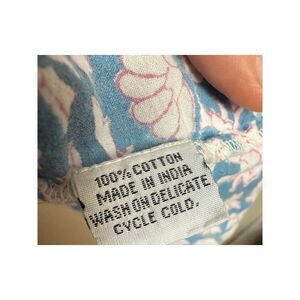 100% COTTON
MADE IN INDIA
WASH ON DELICATE
CYCLE COLD.